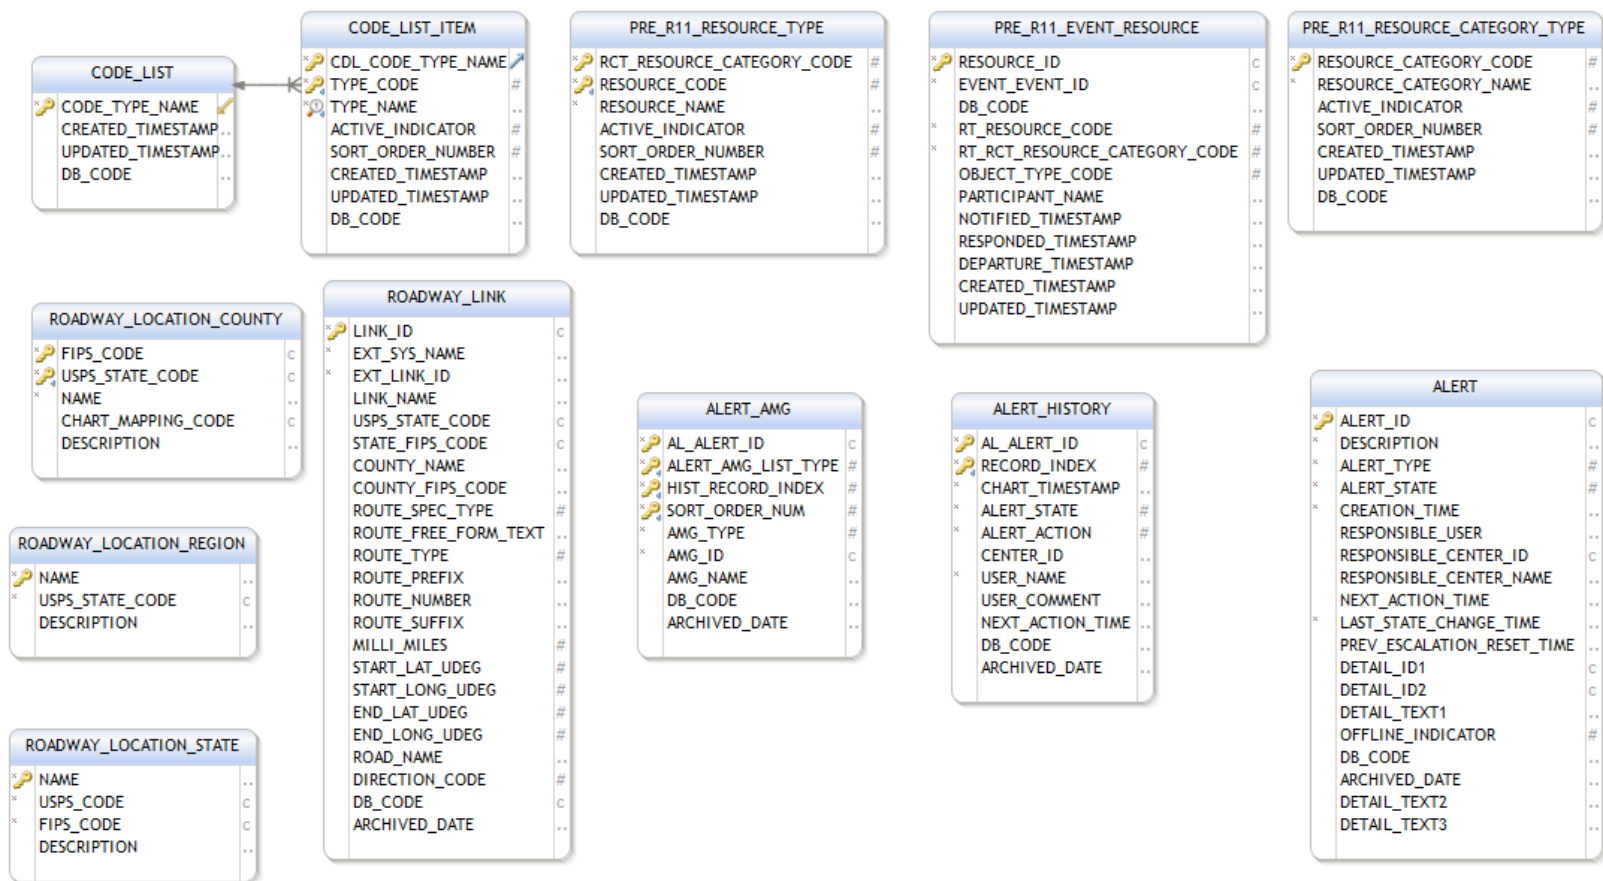 CODE_LIST
CODE_TYPE_NAME
CREATED_TIMESTAMP ..
UPDATED_TIMESTAMP ..
DB_CODE ..
CODE_LIST_ITEM
CDL_CODE_TYPE_NAME
TYPE_CODE #
TYPE_NAME ..
ACTIVE_INDICATOR #
SORT_ORDER_NUMBER #
CREATED_TIMESTAMP ..
UPDATED_TIMESTAMP ..
DB_CODE ..
PRE_R11_RESOURCE_TYPE
RCT_RESOURCE_CATEGORY_CODE #
RESOURCE_CODE #
RESOURCE_NAME ..
ACTIVE_INDICATOR #
SORT_ORDER_NUMBER #
CREATED_TIMESTAMP ..
UPDATED_TIMESTAMP ..
DB_CODE ..
PRE_R11_EVENT_RESOURCE
RESOURCE_ID c
EVENT_EVENT_ID c
DB_CODE ..
RT_RESOURCE_CODE #
RT_RCT_RESOURCE_CATEGORY_CODE #
OBJECT_TYPE_CODE #
PARTICIPANT_NAME ..
NOTIFIED_TIMESTAMP ..
RESPONDED_TIMESTAMP ..
DEPARTURE_TIMESTAMP ..
CREATED_TIMESTAMP ..
UPDATED_TIMESTAMP ..
PRE_R11_RESOURCE_CATEGORY_TYPE
RESOURCE_CATEGORY_CODE #
RESOURCE_CATEGORY_NAME ..
ACTIVE_INDICATOR #
SORT_ORDER_NUMBER #
CREATED_TIMESTAMP ..
UPDATED_TIMESTAMP ..
DB_CODE ..
ROADWAY_LOCATION_COUNTY
FIPS_CODE c
USPS_STATE_CODE c
NAME ..
CHART_MAPPING_CODE c
DESCRIPTION ..
ROADWAY_LINK
LINK_ID c
EXT_SYS_NAME ..
EXT_LINK_ID ..
LINK_NAME ..
USPS_STATE_CODE c
STATE_FIPS_CODE c
COUNTY_NAME ..
COUNTY_FIPS_CODE ..
ROUTE_SPEC_TYPE #
ROUTE_FREE_FORM_TEXT ..
ROUTE_TYPE #
ROUTE_PREFIX ..
ROUTE_NUMBER ..
ROUTE_SUFFIX ..
MILLI_MILES #
START_LAT_UDEG #
START_LONG_UDEG #
END_LAT_UDEG #
END_LONG_UDEG #
ROAD_NAME ..
DIRECTION_CODE #
DB_CODE c
ARCHIVED_DATE ..
ALERT_AMG
AL_ALERT_ID c
ALERT_AMG_LIST_TYPE #
HIST_RECORD_INDEX #
SORT_ORDER_NUM #
AMG_TYPE #
AMG_ID c
AMG_NAME ..
DB_CODE ..
ARCHIVED_DATE ..
ALERT_HISTORY
AL_ALERT_ID c
RECORD_INDEX #
CHART_TIMESTAMP ..
ALERT_STATE #
ALERT_ACTION #
CENTER_ID ..
USER_NAME ..
USER_COMMENT ..
NEXT_ACTION_TIME ..
DB_CODE ..
ARCHIVED_DATE ..
ALERT
ALERT_ID c
DESCRIPTION ..
ALERT_TYPE #
ALERT_STATE #
CREATION_TIME ..
RESPONSIBLE_USER ..
RESPONSIBLE_CENTER_ID c
RESPONSIBLE_CENTER_NAME ..
NEXT_ACTION_TIME ..
LAST_STATE_CHANGE_TIME ..
PREV_ESCALATION_RESET_TIME ..
DETAIL_ID1 c
DETAIL_ID2 c
DETAIL_TEXT1 ..
OFFLINE_INDICATOR #
DB_CODE ..
ARCHIVED_DATE ..
DETAIL_TEXT2 ..
DETAIL_TEXT3 ..
ROADWAY_LOCATION_REGION
NAME ..
USPS_STATE_CODE c
DESCRIPTION ..
ROADWAY_LOCATION_STATE
NAME ..
USPS_CODE c
FIPS_CODE c
DESCRIPTION ..